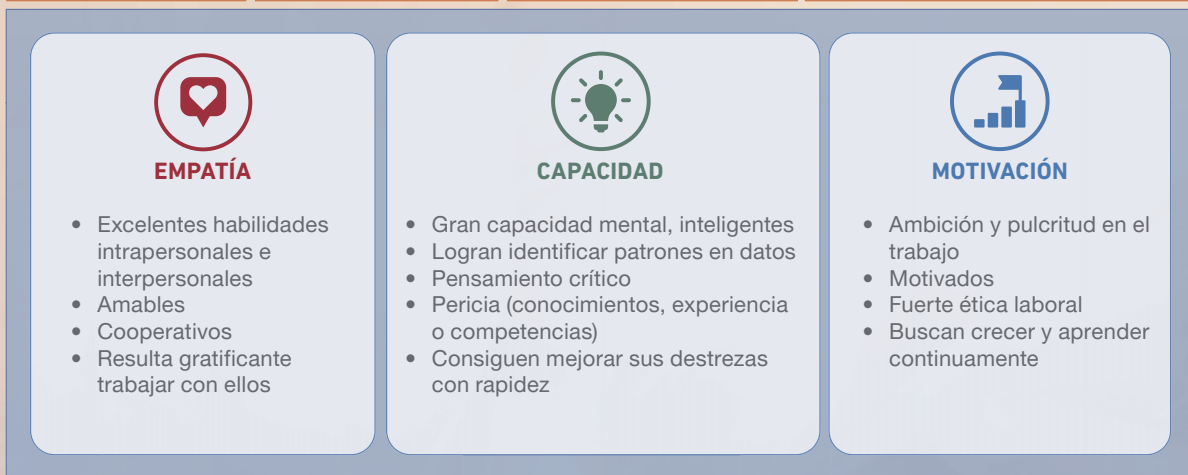 EMPATÍA
• Excelentes habilidades
intrapersonales e
interpersonales
• Amables
• Cooperativos
• Resulta gratificante
trabajar con ellos
CAPACIDAD
• Gran capacidad mental, inteligentes
• Logran identificar patrones en datos
• Pensamiento crítico
• Pericia (conocimientos, experiencia
o competencias)
• Consiguen mejorar sus destrezas
con rapidez
MOTIVACIÓN
• Ambición y pulcritud en el
trabajo
• Motivados
• Fuerte ética laboral
• Buscan crecer y aprender
continuamente